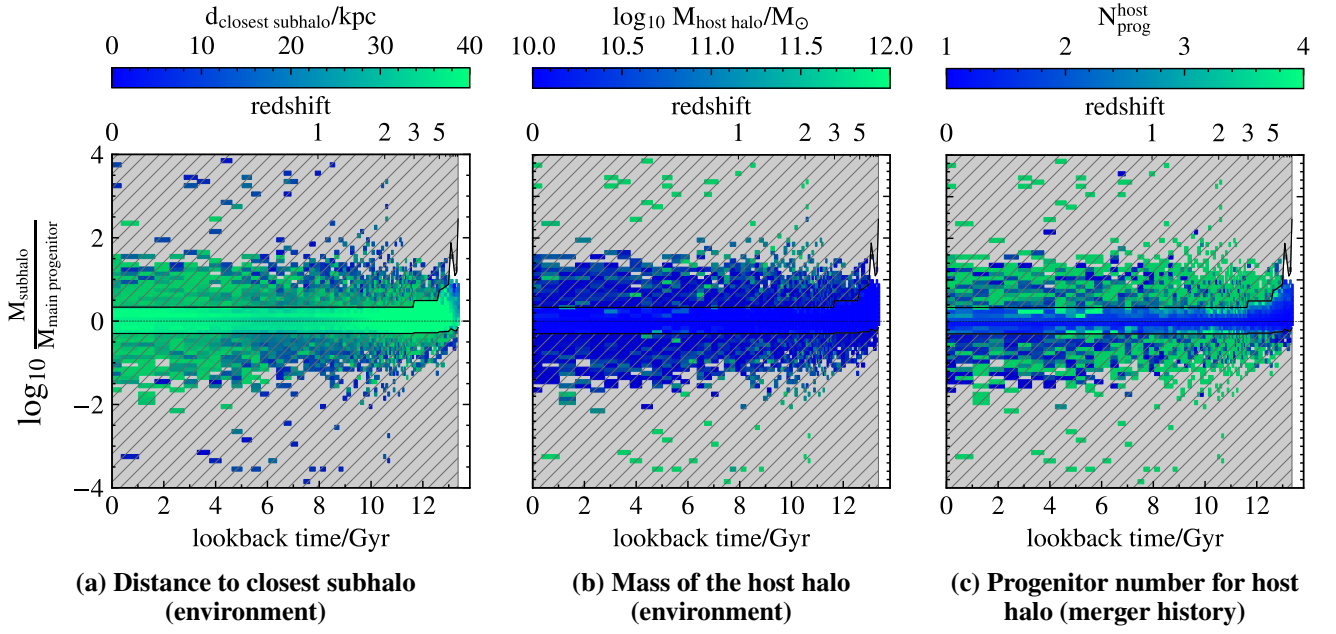 d_closest subhalo/kpc
0 10 20 30 40
redshift
0 1 2 3 5
log10 M_host halo/M⊙
10.0 10.5 11.0 11.5 12.0
redshift
0 1 2 3 5
N_prog^host
1 2 3 4
redshift
0 1 2 3 5
log10 M_subhalo / M_main progenitor
4
2
0
−2
−4
0 2 4 6 8 10 12
lookback time/Gyr
0 2 4 6 8 10 12
lookback time/Gyr
0 2 4 6 8 10 12
lookback time/Gyr
(a) Distance to closest subhalo
(environment)
(b) Mass of the host halo
(environment)
(c) Progenitor number for host
halo (merger history)